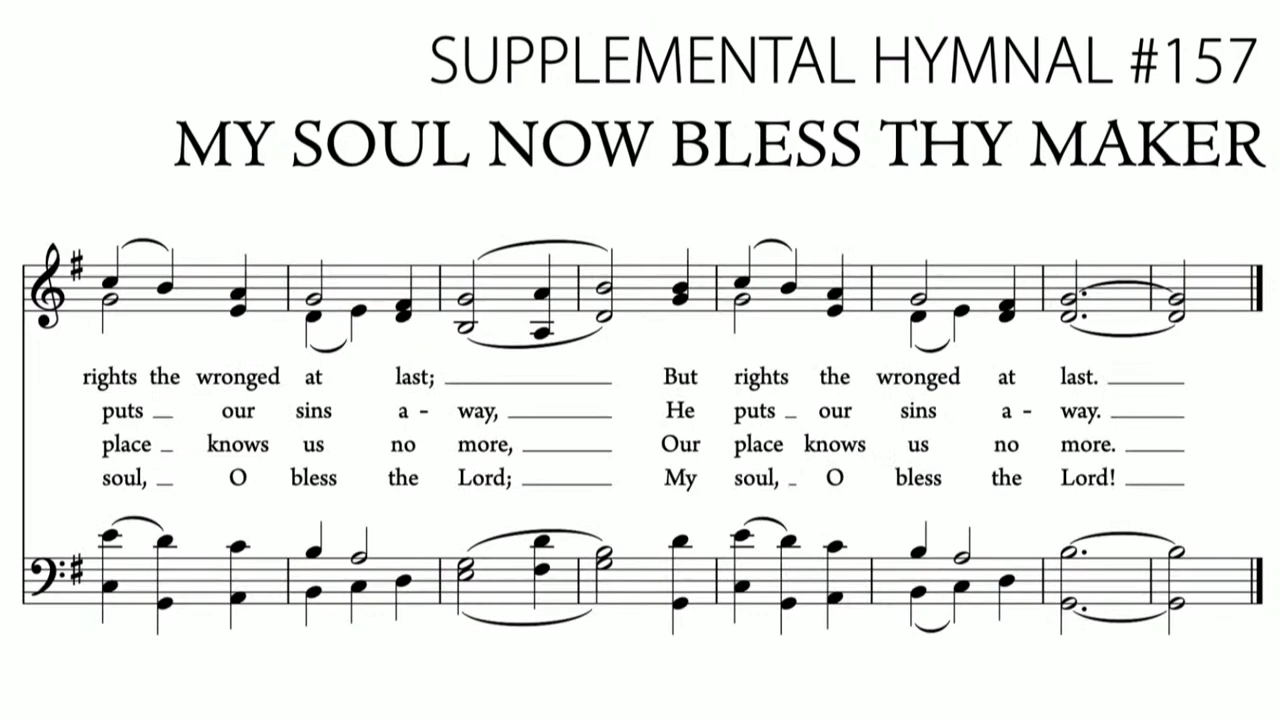 SUPPLEMENTAL HYMNAL #157
MY SOUL NOW BLESS THY MAKER
rights the wronged at last; But rights the wronged at last.
puts our sins a - way, He puts our sins a - way.
place knows us no more, Our place knows us no more.
soul, O bless the Lord; My soul, O bless the Lord!